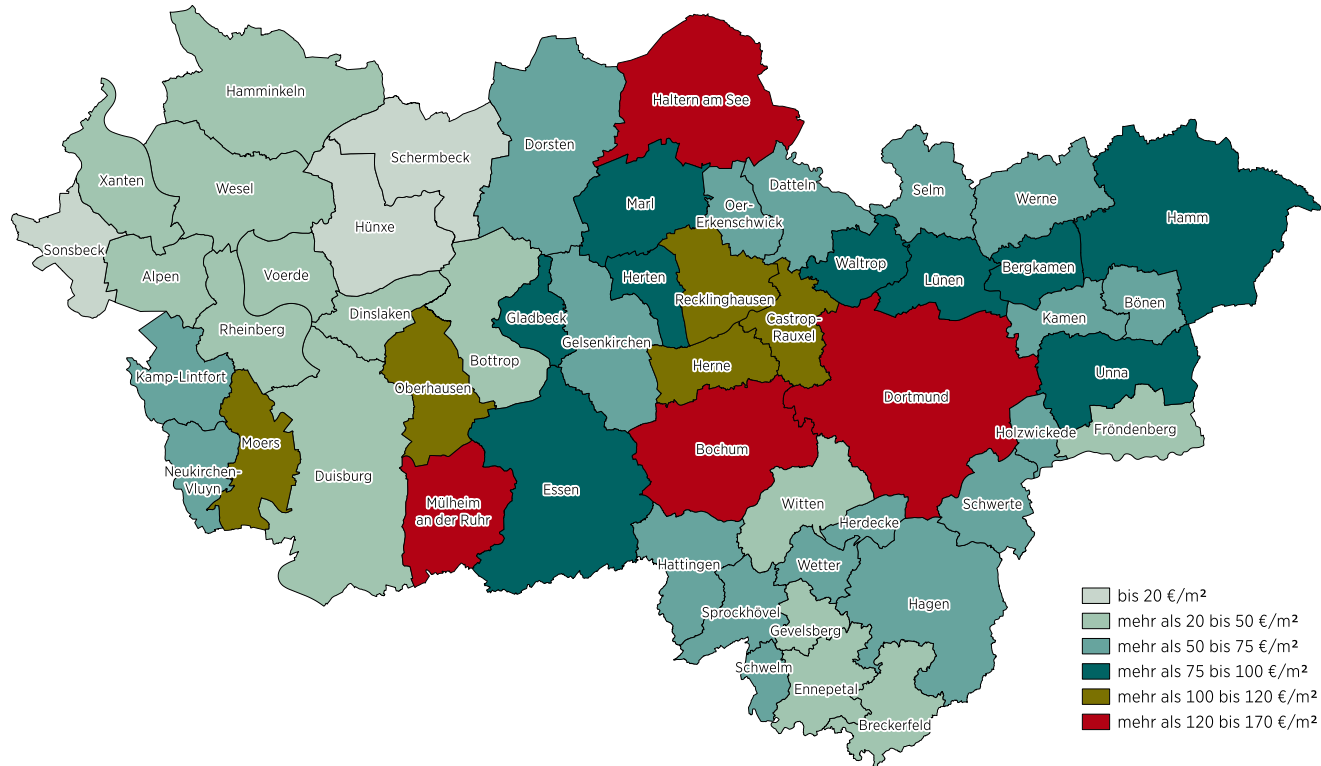 Hamminkeln
Haltern am See
Dorsten
Schermbeck
Xanten
Wesel
Datteln
Selm
Werne
Marl
Oer-
Erkenschwick
Hamm
Hünxe
Sonsbeck
Alpen
Voerde
Herten
Waltrop
Bergkamen
Lünen
Recklinghausen
Bönen
Dinslaken
Gladbeck
Castrop-
Rauxel
Kamen
Rheinberg
Gelsenkirchen
Bottrop
Herne
Unna
Kamp-Lintfort
Oberhausen
Dortmund
Holzwickede
Fröndenberg
Moers
Bochum
Neukirchen-
Vluyn
Duisburg
Essen
Mülheim
an der Ruhr
Witten
Schwerte
Herdecke
Hattingen
Wetter
Hagen
Sprockhövel
Gevelsberg
Schwelm
Ennepetal
Breckerfeld
bis 20 €/m²
mehr als 20 bis 50 €/m²
mehr als 50 bis 75 €/m²
mehr als 75 bis 100 €/m²
mehr als 100 bis 120 €/m²
mehr als 120 bis 170 €/m²